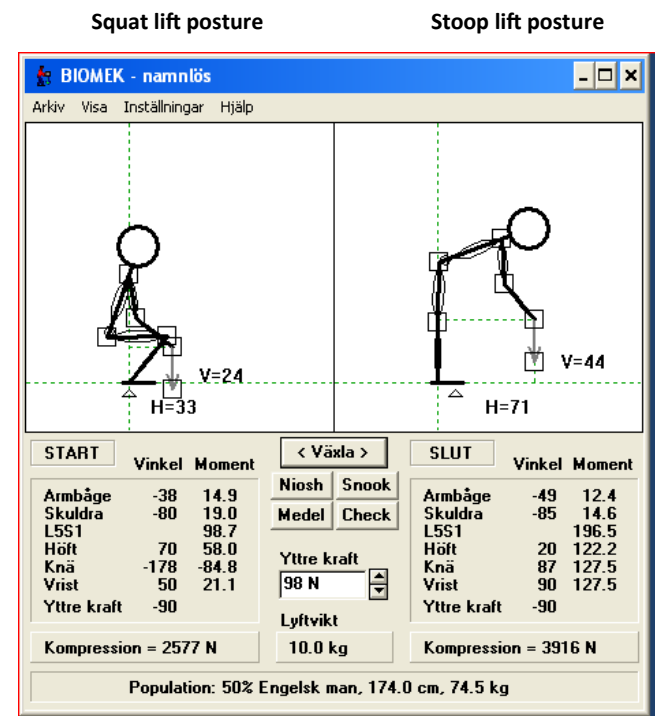 Squat lift posture Stoop lift posture
BIOMEK - namnlös
Arkiv Visa Inställningar Hjälp
V=24
H=33
V=44
H=71
START Vinkel Moment
Armbåge -38 14.9
Skuldra -80 19.0
L5S1 98.7
Höft 70 58.0
Knä -178 -84.8
Vrist 50 21.1
Yttre kraft -90
Kompression = 2577 N
< Växla >
Niosh Snook
Medel Check
Yttre kraft
98 N
Lyftvikt
10.0 kg
SLUT Vinkel Moment
Armbåge -49 12.4
Skuldra -85 14.6
L5S1 196.5
Höft 20 122.2
Knä 87 127.5
Vrist 90 127.5
Yttre kraft -90
Kompression = 3916 N
Population: 50% Engelsk man, 174.0 cm, 74.5 kg